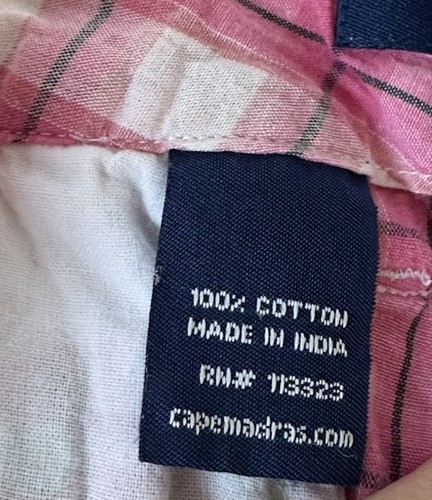 100% COTTON
MADE IN INDIA
RN# 113323
capemadras.com